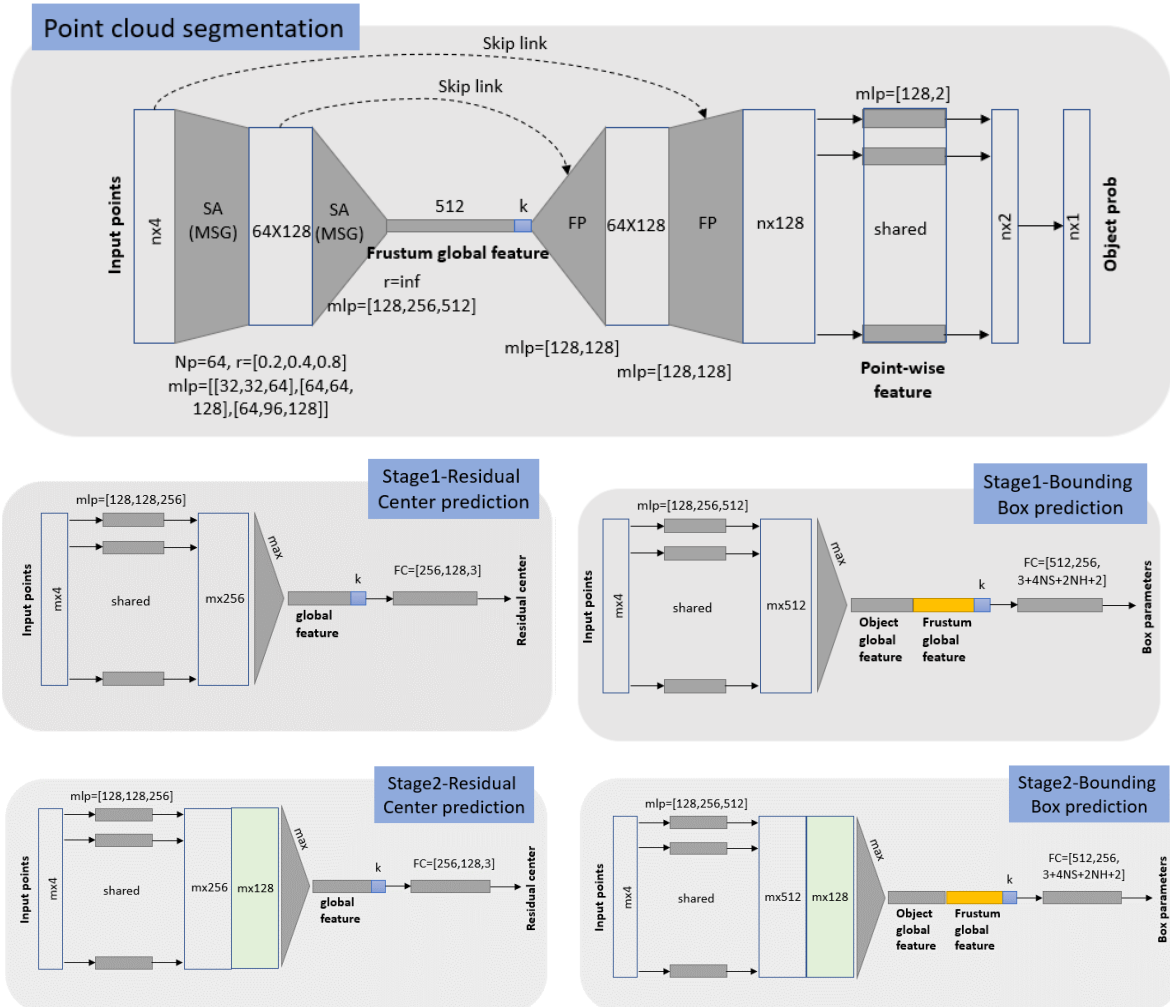 Point cloud segmentation
Skip link
Skip link
mlp=[128,2]
Input points
nx4
SA
(MSG)
64X128
SA
(MSG)
512
k
Frustum global feature
r=inf
mlp=[128,256,512]
FP
64X128
FP
nx128
shared
nx2
nx1
Object prob
Np=64, r=[0.2,0.4,0.8]
mlp=[[32,32,64],[64,64,
128],[64,96,128]]
mlp=[128,128]
mlp=[128,128]
Point-wise
feature
Stage1-Residual
Center prediction
mlp=[128,128,256]
Input points
mx4
shared
mx256
max
k
global
feature
FC=[256,128,3]
Residual center
Stage1-Bounding
Box prediction
mlp=[128,256,512]
Input points
mx4
shared
mx512
max
k
Object
global
feature
Frustum
global
feature
FC=[512,256,
3+4NS+2NH+2]
Box parameters
Stage2-Residual
Center prediction
mlp=[128,128,256]
Input points
mx4
shared
mx256
mx128
max
k
global
feature
FC=[256,128,3]
Residual center
Stage2-Bounding
Box prediction
mlp=[128,256,512]
Input points
mx4
shared
mx512
mx128
max
k
Object
global
feature
Frustum
global
feature
FC=[512,256,
3+4NS+2NH+2]
Box parameters